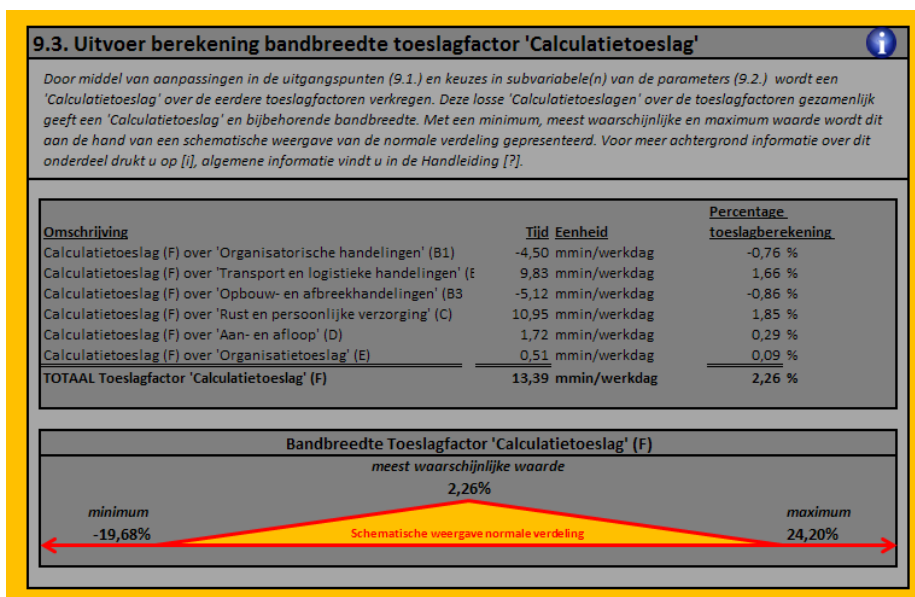 9.3. Uitvoer berekening bandbreedte toeslagfactor 'Calculatietoeslag'
i
Door middel van aanpassingen in de uitgangspunten (9.1.) en keuzes in subvariabele(n) van de parameters (9.2.) wordt een
'Calculatietoeslag' over de eerdere toeslagfactoren verkregen. Deze losse 'Calculatietoeslagen' over de toeslagfactoren gezamenlijk
geeft een 'Calculatietoeslag' en bijbehorende bandbreedte. Met een minimum, meest waarschijnlijke en maximum waarde wordt dit
aan de hand van een schematische weergave van de normale verdeling gepresenteerd. Voor meer achtergrond informatie over dit
onderdeel drukt u op [i], algemene informatie vindt u in de Handleiding [?].
Percentage
Omschrijving Tijd Eenheid toeslagberekening
Calculatietoeslag (F) over 'Organisatorische handelingen' (B1) -4,50 mmin/werkdag -0,76 %
Calculatietoeslag (F) over 'Transport en logistieke handelingen' (E 9,83 mmin/werkdag 1,66 %
Calculatietoeslag (F) over 'Opbouw- en afbreekhandelingen' (B3 -5,12 mmin/werkdag -0,86 %
Calculatietoeslag (F) over 'Rust en persoonlijke verzorging' (C) 10,95 mmin/werkdag 1,85 %
Calculatietoeslag (F) over 'Aan- en afloop' (D) 1,72 mmin/werkdag 0,29 %
Calculatietoeslag (F) over 'Organisatietoeslag' (E) 0,51 mmin/werkdag 0,09 %
TOTAAL Toeslagfactor 'Calculatietoeslag' (F) 13,39 mmin/werkdag 2,26 %
Bandbreedte Toeslagfactor 'Calculatietoeslag' (F)
meest waarschijnlijke waarde
2,26%
minimum maximum
-19,68% Schematische weergave normale verdeling 24,20%